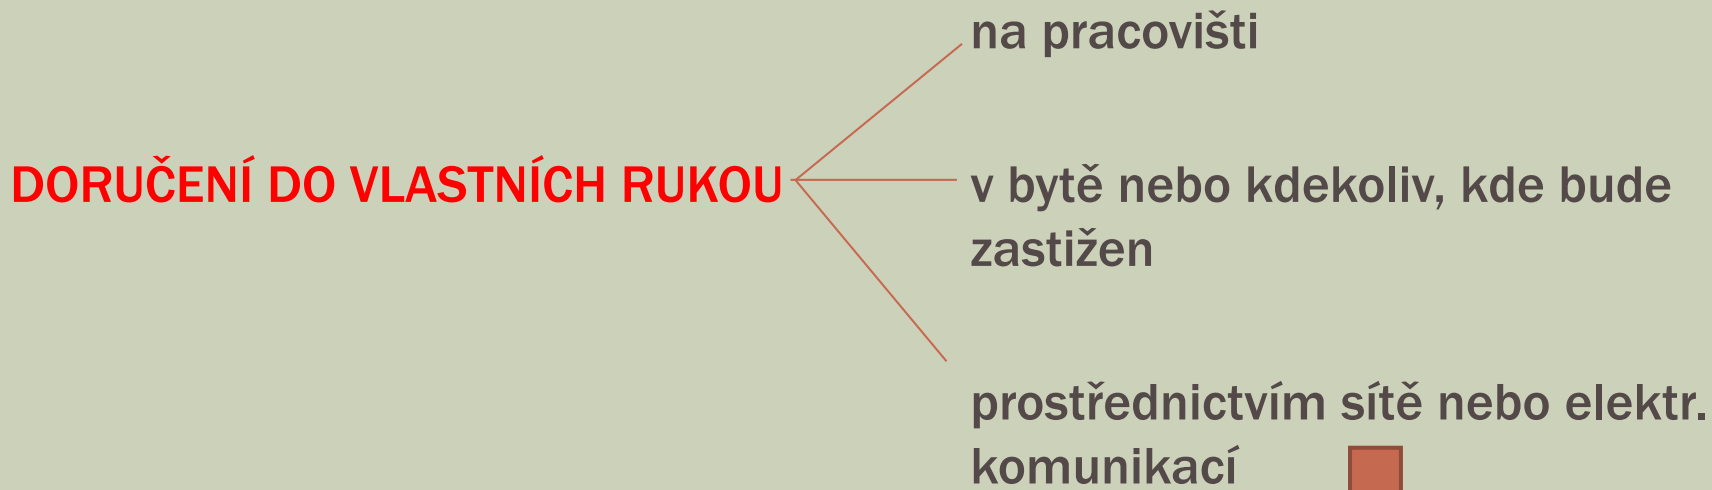 na pracovišti
DORUČENÍ DO VLASTNÍCH RUKOU
v bytě nebo kdekoliv, kde bude
zastižen
prostřednictvím sítě nebo elektr.
komunikací